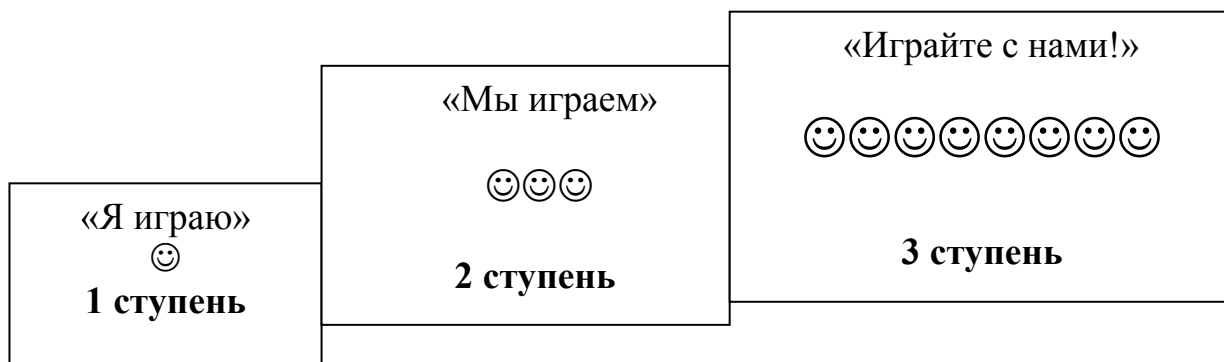 «Я играю»
☺
1 ступень
«Мы играем»
☺☺☺
2 ступень
«Играйте с нами!»
☺☺☺☺☺☺☺☺
3 ступень